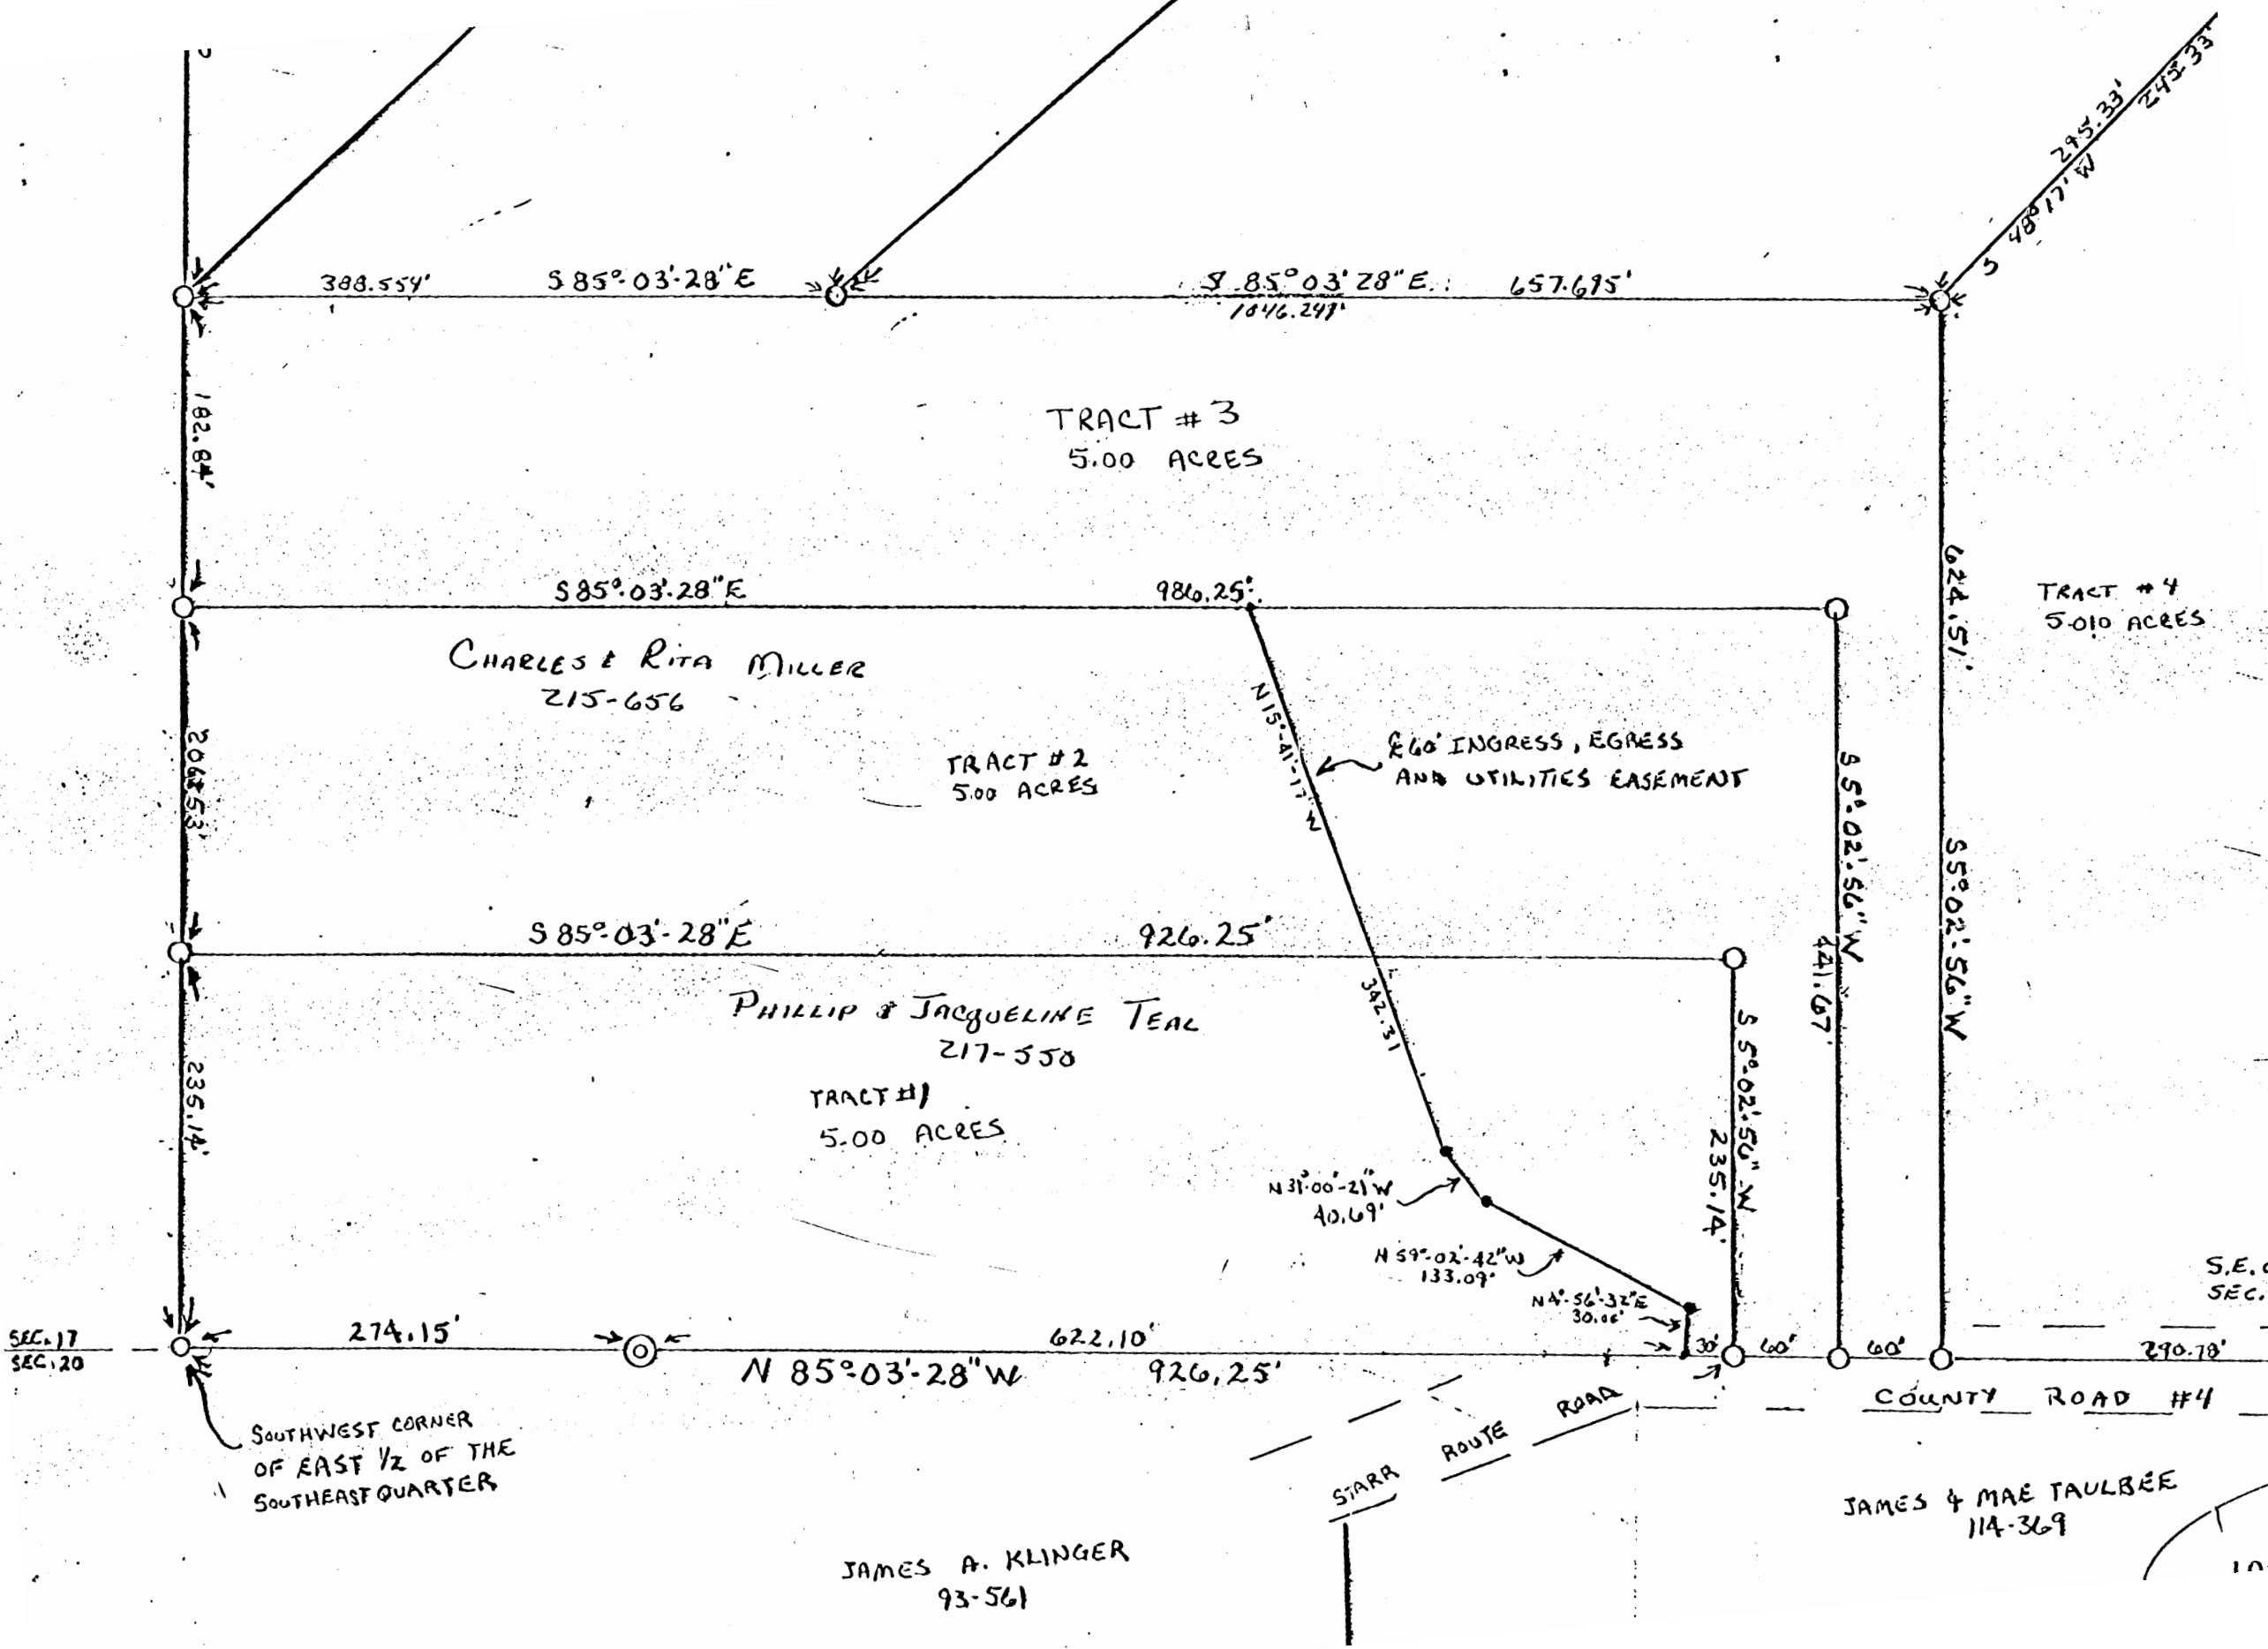 295.33'
245.33'
48°17' W
S
388.554'
S 85°-03'-28" E
S 85° 03' 28" E
657.695'
1046.249'
182.84'
TRACT # 3
5.00 ACRES
S 85°-03'-28" E
986.25'
624.51'
S 5°-02'-56" W
TRACT # 4
5.010 ACRES
CHARLES & RITA MILLER
215-656
206.53'
TRACT # 2
5.00 ACRES
N 15°-41'-17" W
342.31
℄ 60' INGRESS, EGRESS
AND UTILITIES EASEMENT
S 5°-02'-56" W
441.67'
S 85°-03'-28" E
926.25'
PHILLIP & JACQUELINE TEAL
217-550
TRACT #1
5.00 ACRES
235.14'
S 5°-02'-56" W
235.14'
N 31°-00'-21" W
40.69'
N 59°-02'-42" W
133.09'
N 4°-56'-32" E
30.06'
S.E.
SEC.
SEC. 17
SEC. 20
274.15'
622.10'
30'
60'
60'
290.78'
N 85°-03'-28" W
926.25'
COUNTY ROAD #4
STARR ROUTE ROAD
SOUTHWEST CORNER
OF EAST 1/2 OF THE
SOUTHEAST QUARTER
JAMES & MAE TAULBEE
114-369
JAMES A. KLINGER
93-561